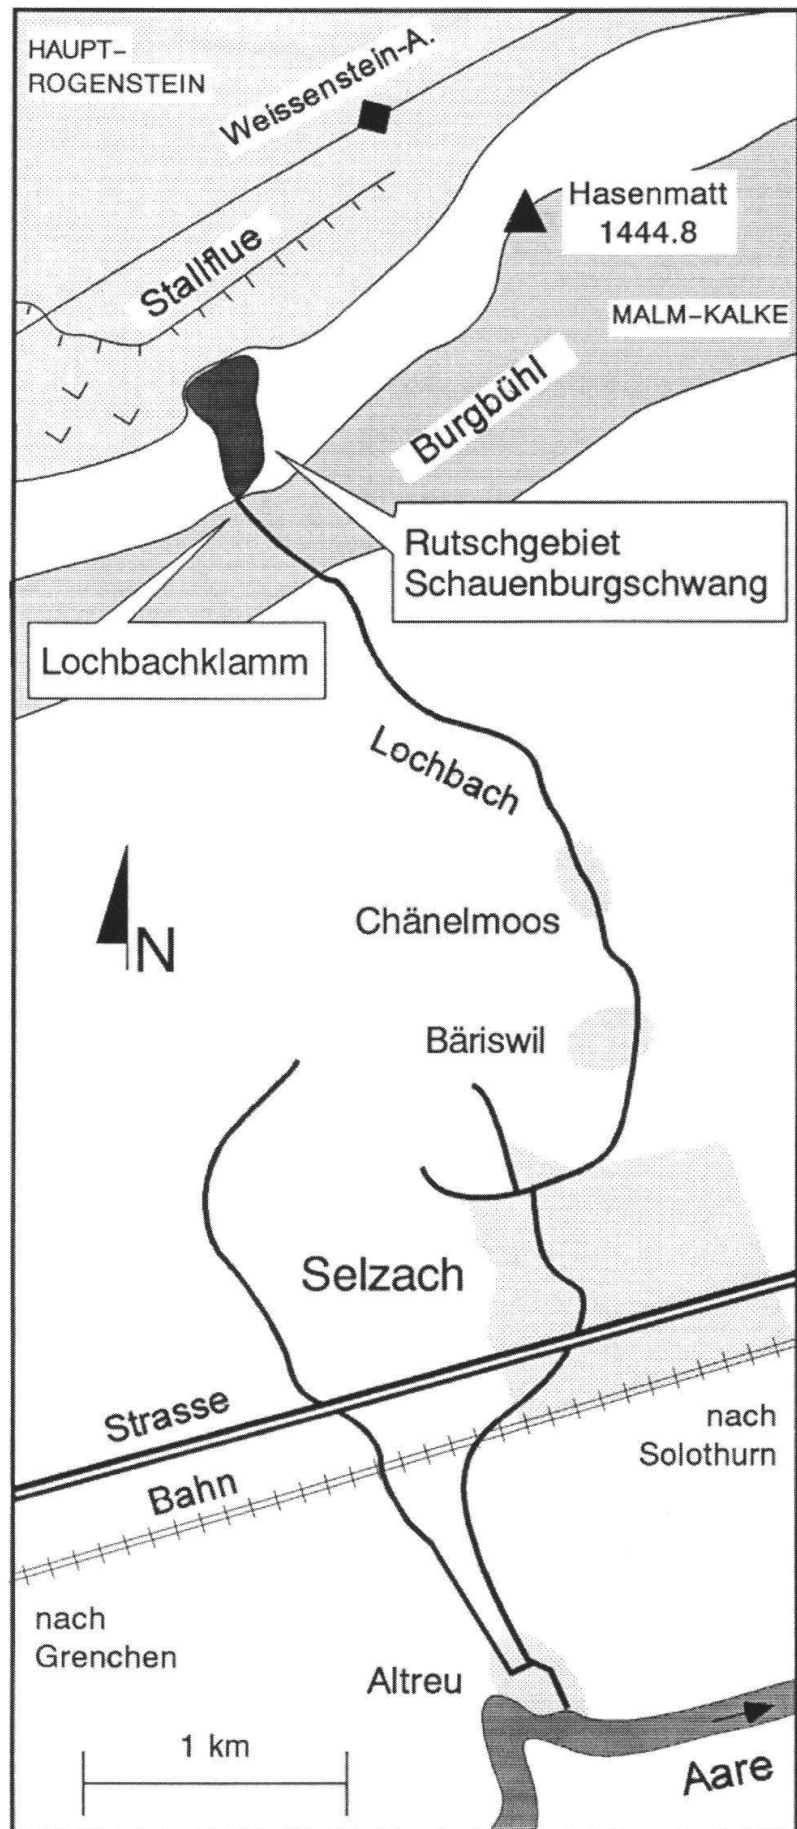 HAUPT-
ROGENSTEIN
Weissenstein-A.
Hasenmatt
1444.8
Stallflue
MALM-KALKE
Burgbühl
Rutschgebiet
Schauenburgschwang
Lochbachklamm
Lochbach
Chänelmoos
N
Bäriswil
Selzach
Strasse
nach
Solothurn
Bahn
nach
Grenchen
Altreu
1 km
Aare